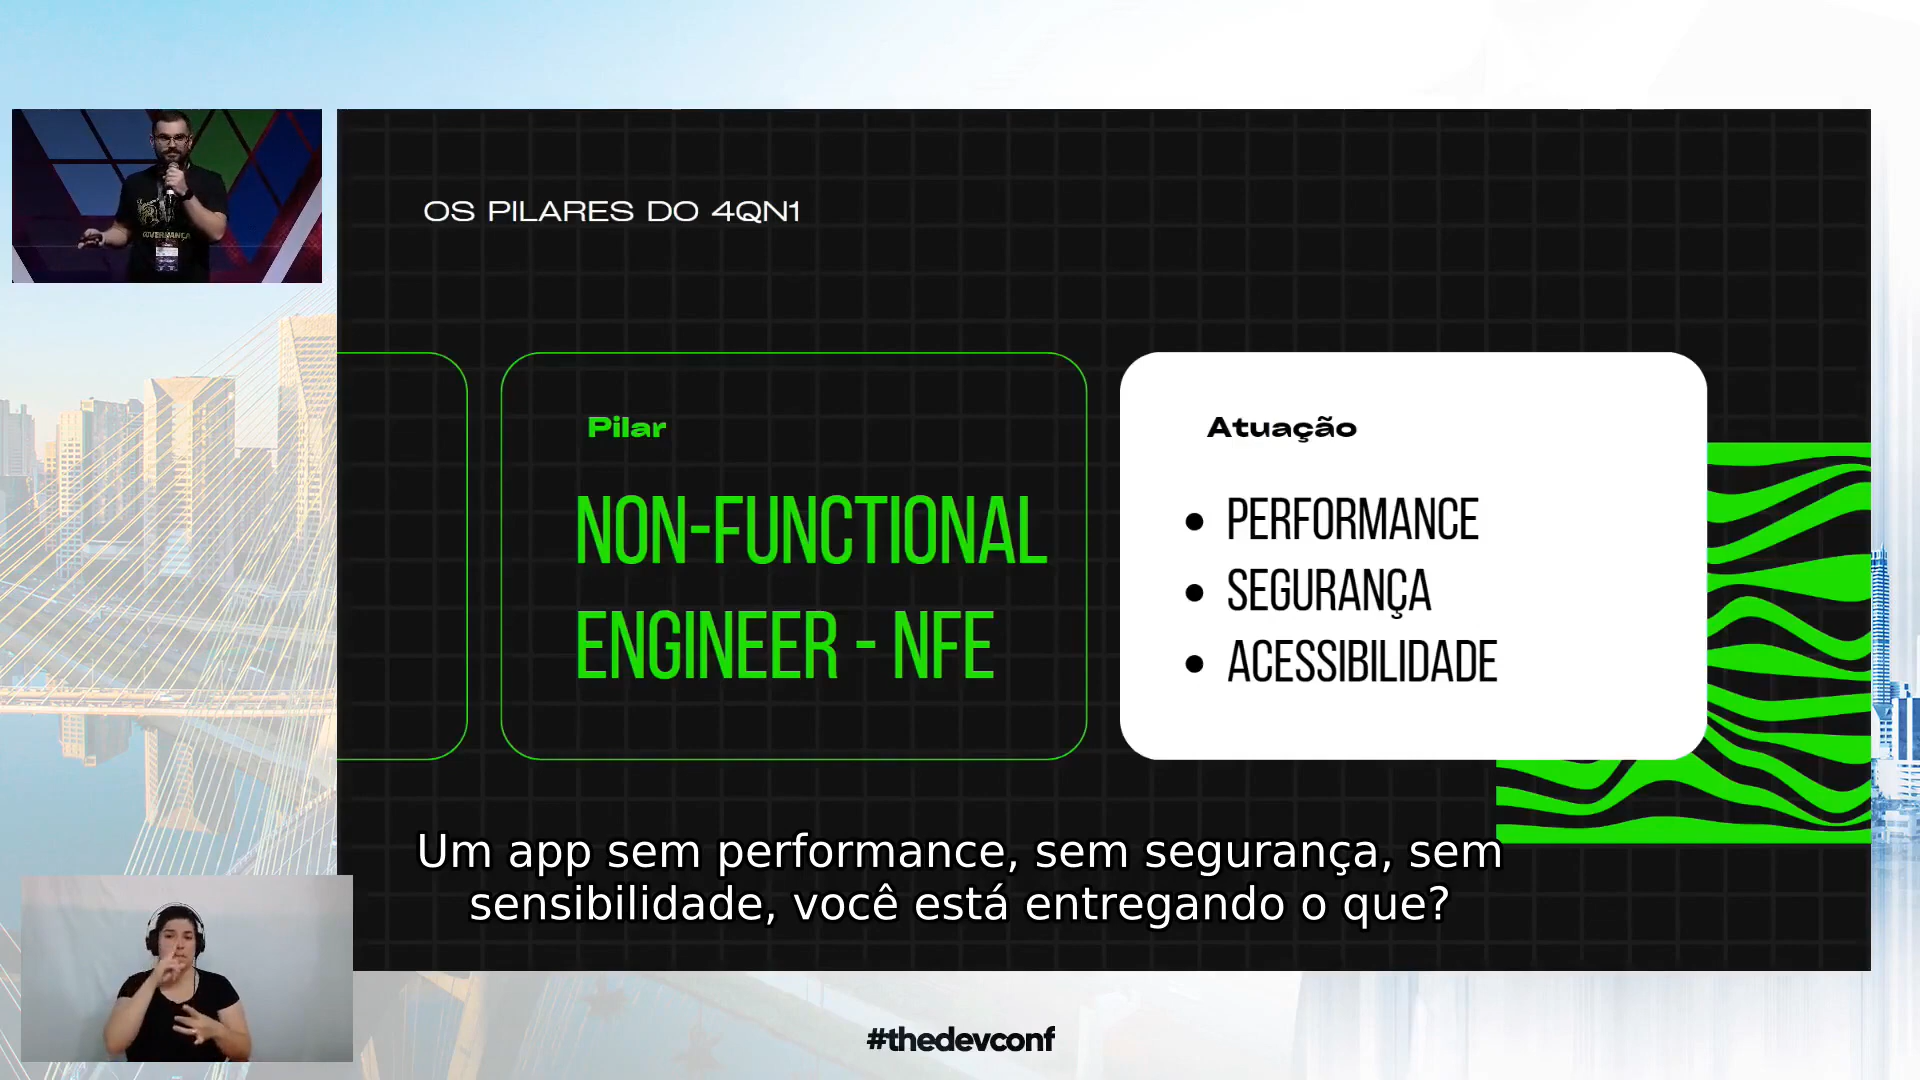 OS PILARES DO 4QN1
Pilar
NON-FUNCTIONAL
ENGINEER - NFE
Atuação
• PERFORMANCE
• SEGURANÇA
• ACESSIBILIDADE
Um app sem performance, sem segurança, sem
sensibilidade, você está entregando o que?
GOVERNANÇA
#thedevconf